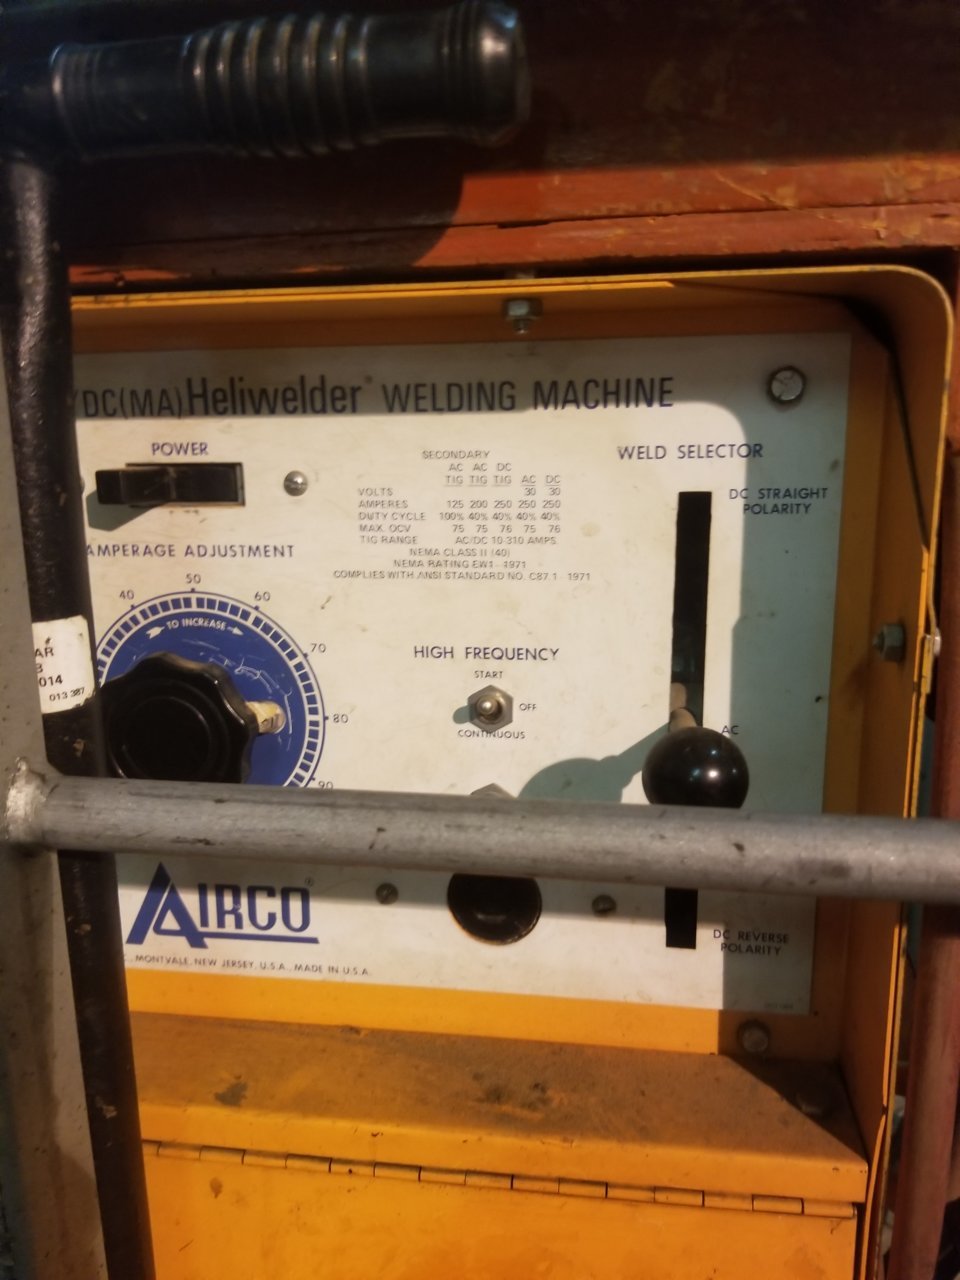 DC(MA) Heliwelder® WELDING MACHINE
POWER
SECONDARY
WELD SELECTOR
AC AC DC
TIG TIG TIG AC DC
VOLTS 30 30
AMPERES 125 200 250 250 250
DUTY CYCLE 100% 40% 40% 40% 40%
MAX. OCV 75 75 76 75 76
TIG RANGE AC/DC 10-310 AMPS.
NEMA CLASS II (40)
NEMA RATING EW1 - 1971
COMPLIES WITH ANSI STANDARD NO. C87.1 - 1971
DC STRAIGHT
POLARITY
AMPERAGE ADJUSTMENT
40 50 60 70 80 90
TO INCREASE
HIGH FREQUENCY
START
OFF
CONTINUOUS
AC
AR
B
014
013 387
AIRCO®
MONTVALE, NEW JERSEY, U.S.A. MADE IN U.S.A.
DC REVERSE
POLARITY